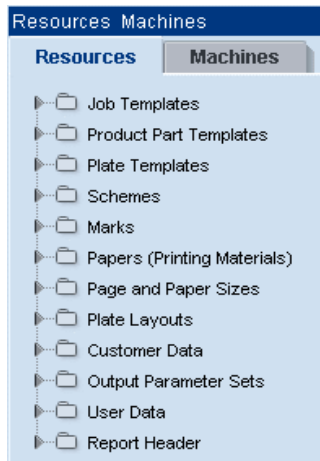 Resources Machines
Resources Machines
Job Templates
Product Part Templates
Plate Templates
Schemes
Marks
Papers (Printing Materials)
Page and Paper Sizes
Plate Layouts
Customer Data
Output Parameter Sets
User Data
Report Header